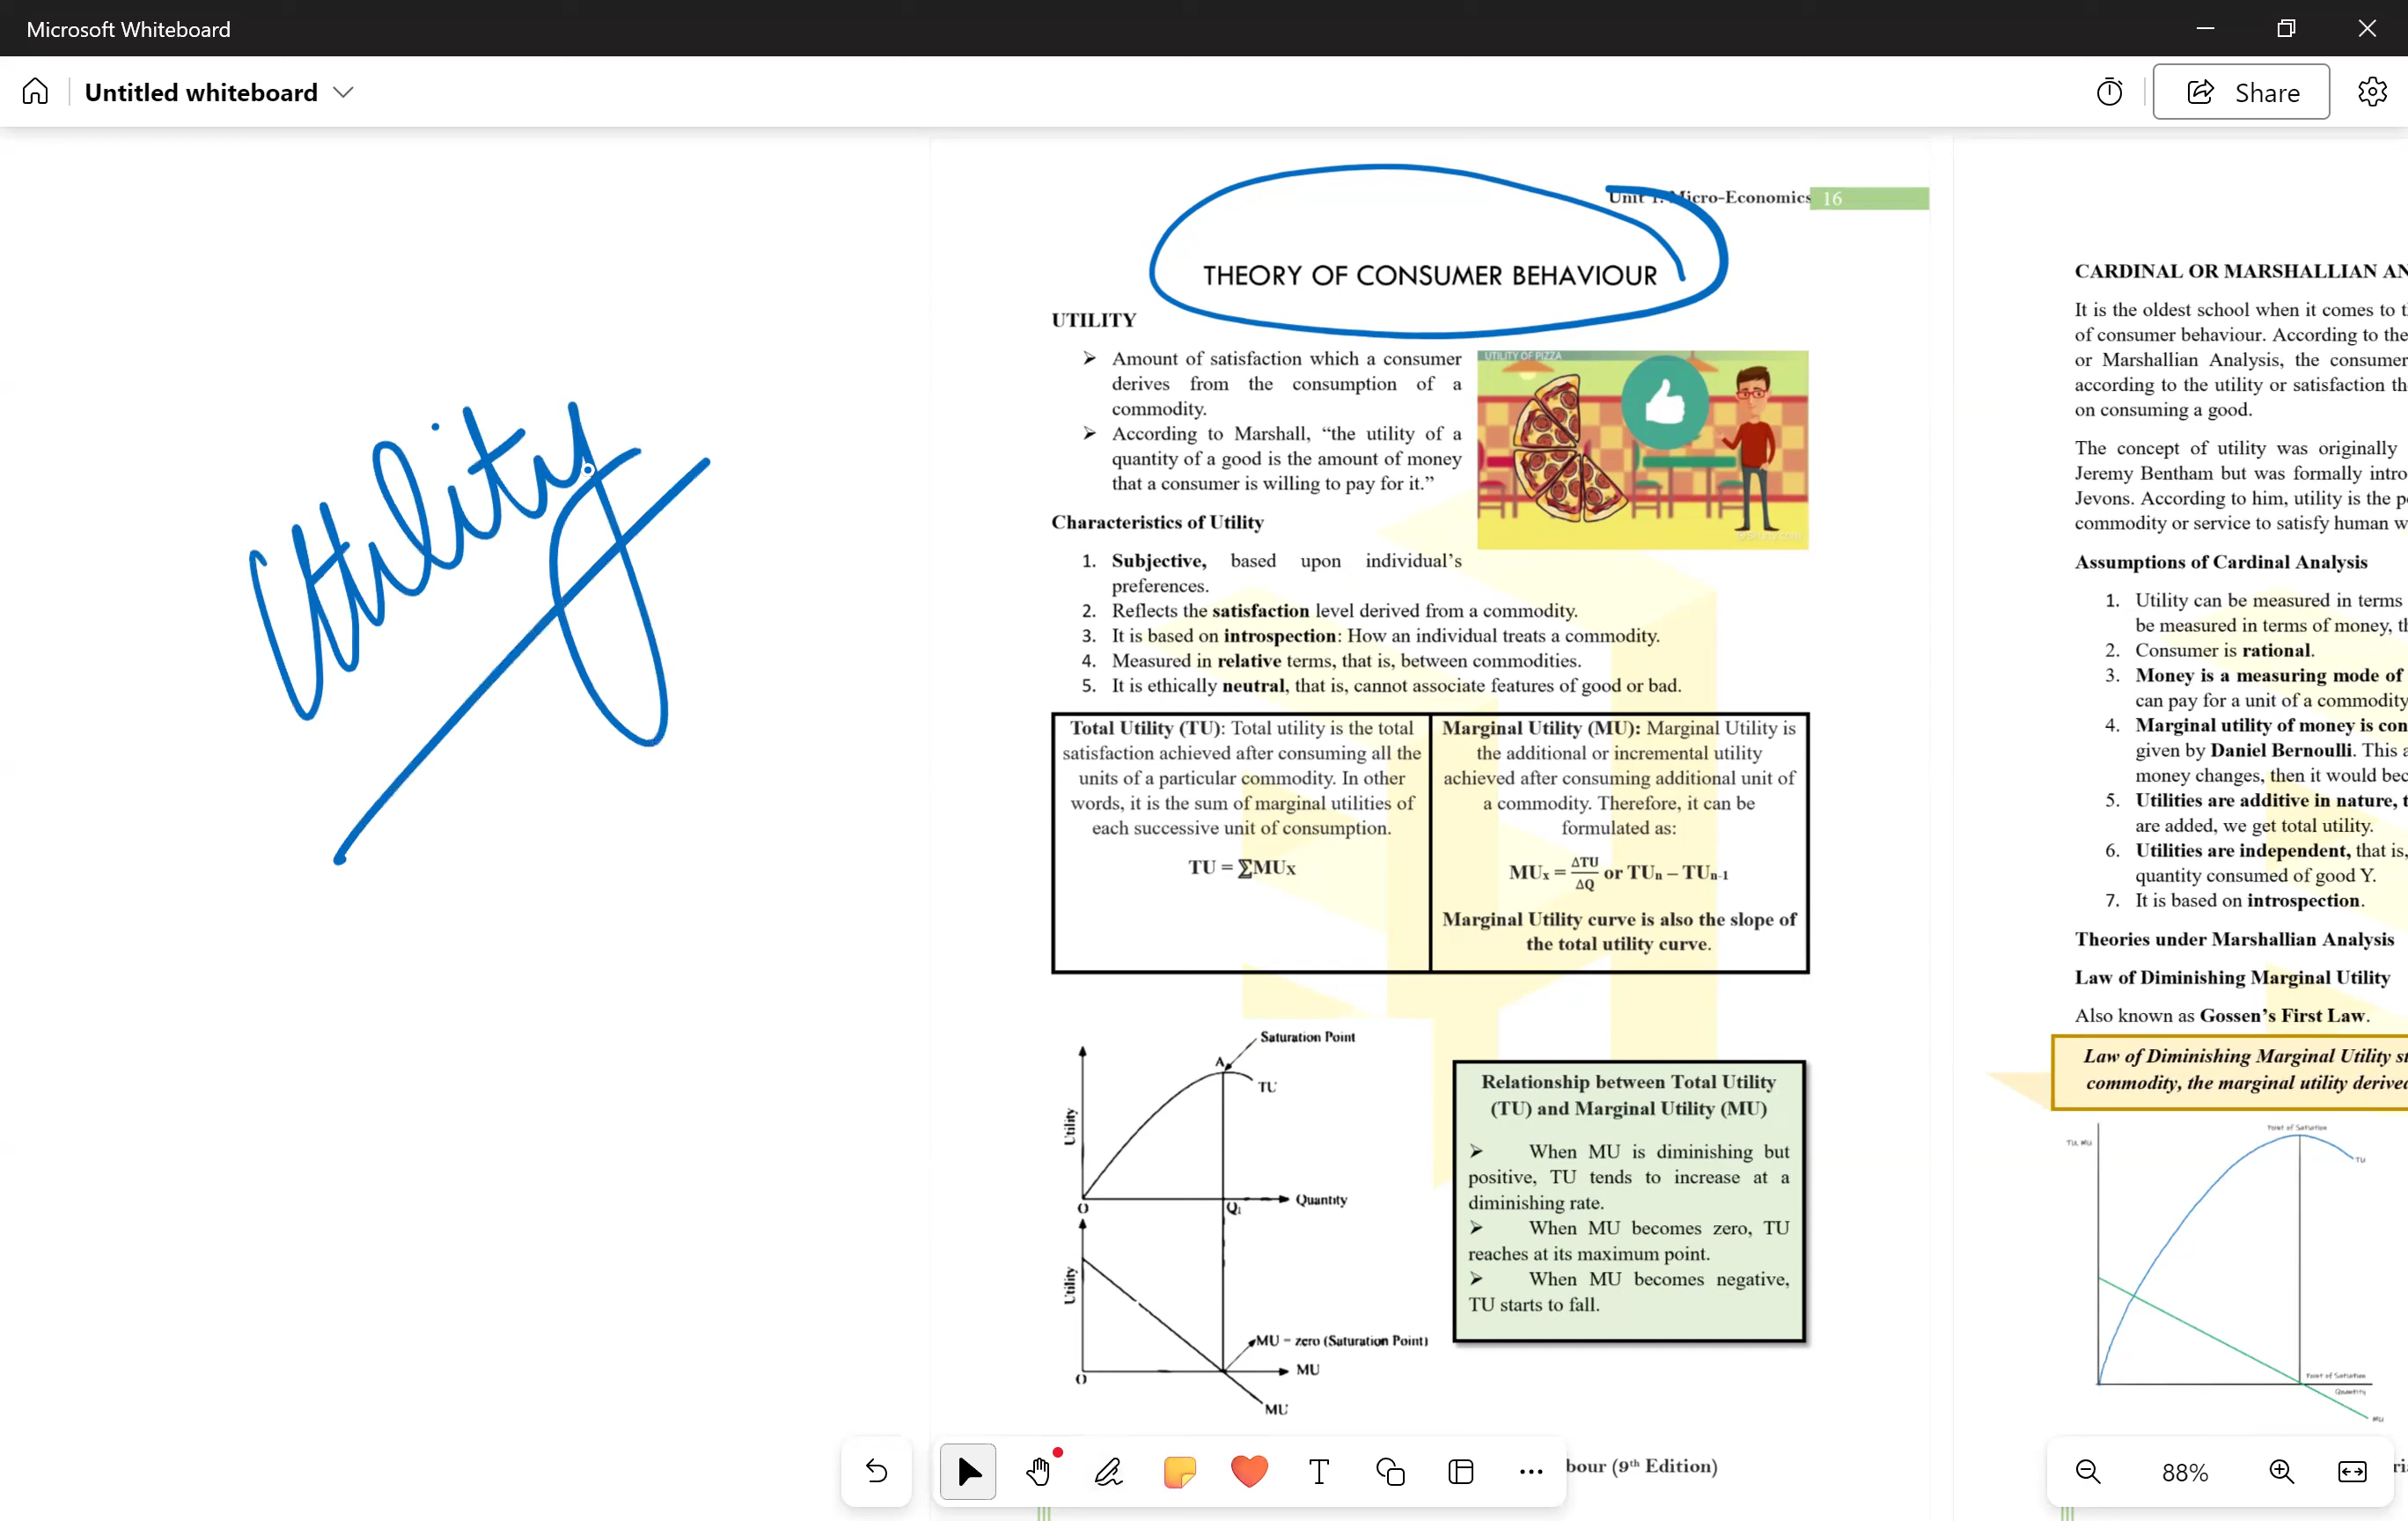 Microsoft Whiteboard
Untitled whiteboard
Share
Utility
Unit 1: Micro-Economics 16
THEORY OF CONSUMER BEHAVIOUR
UTILITY
➢ Amount of satisfaction which a consumer
derives from the consumption of a
commodity.
➢ According to Marshall, “the utility of a
quantity of a good is the amount of money
that a consumer is willing to pay for it.”
UTILITY OF PIZZA
Characteristics of Utility
1. Subjective, based upon individual’s
preferences.
2. Reflects the satisfaction level derived from a commodity.
3. It is based on introspection: How an individual treats a commodity.
4. Measured in relative terms, that is, between commodities.
5. It is ethically neutral, that is, cannot associate features of good or bad.
Total Utility (TU): Total utility is the total
satisfaction achieved after consuming all the
units of a particular commodity. In other
words, it is the sum of marginal utilities of
each successive unit of consumption.
TU = ∑MUX
Marginal Utility (MU): Marginal Utility is
the additional or incremental utility
achieved after consuming additional unit of
a commodity. Therefore, it can be
formulated as:
MUx = ΔTU/ΔQ or TUn – TUn-1
Marginal Utility curve is also the slope of
the total utility curve.
Saturation Point
A
TU
Utility
Quantity
O
Q1
Utility
MU = zero (Saturation Point)
MU
O
MU
Relationship between Total Utility
(TU) and Marginal Utility (MU)
➢ When MU is diminishing but
positive, TU tends to increase at a
diminishing rate.
➢ When MU becomes zero, TU
reaches at its maximum point.
➢ When MU becomes negative,
TU starts to fall.
bour (9th Edition)
CARDINAL OR MARSHALLIAN AN
It is the oldest school when it comes to t
of consumer behaviour. According to the
or Marshallian Analysis, the consumer
according to the utility or satisfaction th
on consuming a good.
The concept of utility was originally
Jeremy Bentham but was formally intro
Jevons. According to him, utility is the p
commodity or service to satisfy human w
Assumptions of Cardinal Analysis
1. Utility can be measured in terms
be measured in terms of money, th
2. Consumer is rational.
3. Money is a measuring mode of
can pay for a unit of a commodity
4. Marginal utility of money is con
given by Daniel Bernoulli. This a
money changes, then it would bec
5. Utilities are additive in nature, t
are added, we get total utility.
6. Utilities are independent, that is,
quantity consumed of good Y.
7. It is based on introspection.
Theories under Marshallian Analysis
Law of Diminishing Marginal Utility
Also known as Gossen’s First Law.
Law of Diminishing Marginal Utility st
commodity, the marginal utility derived
Point of Satiation
TU, MU
TU
Point of Satiation
Quantity
MU
88%